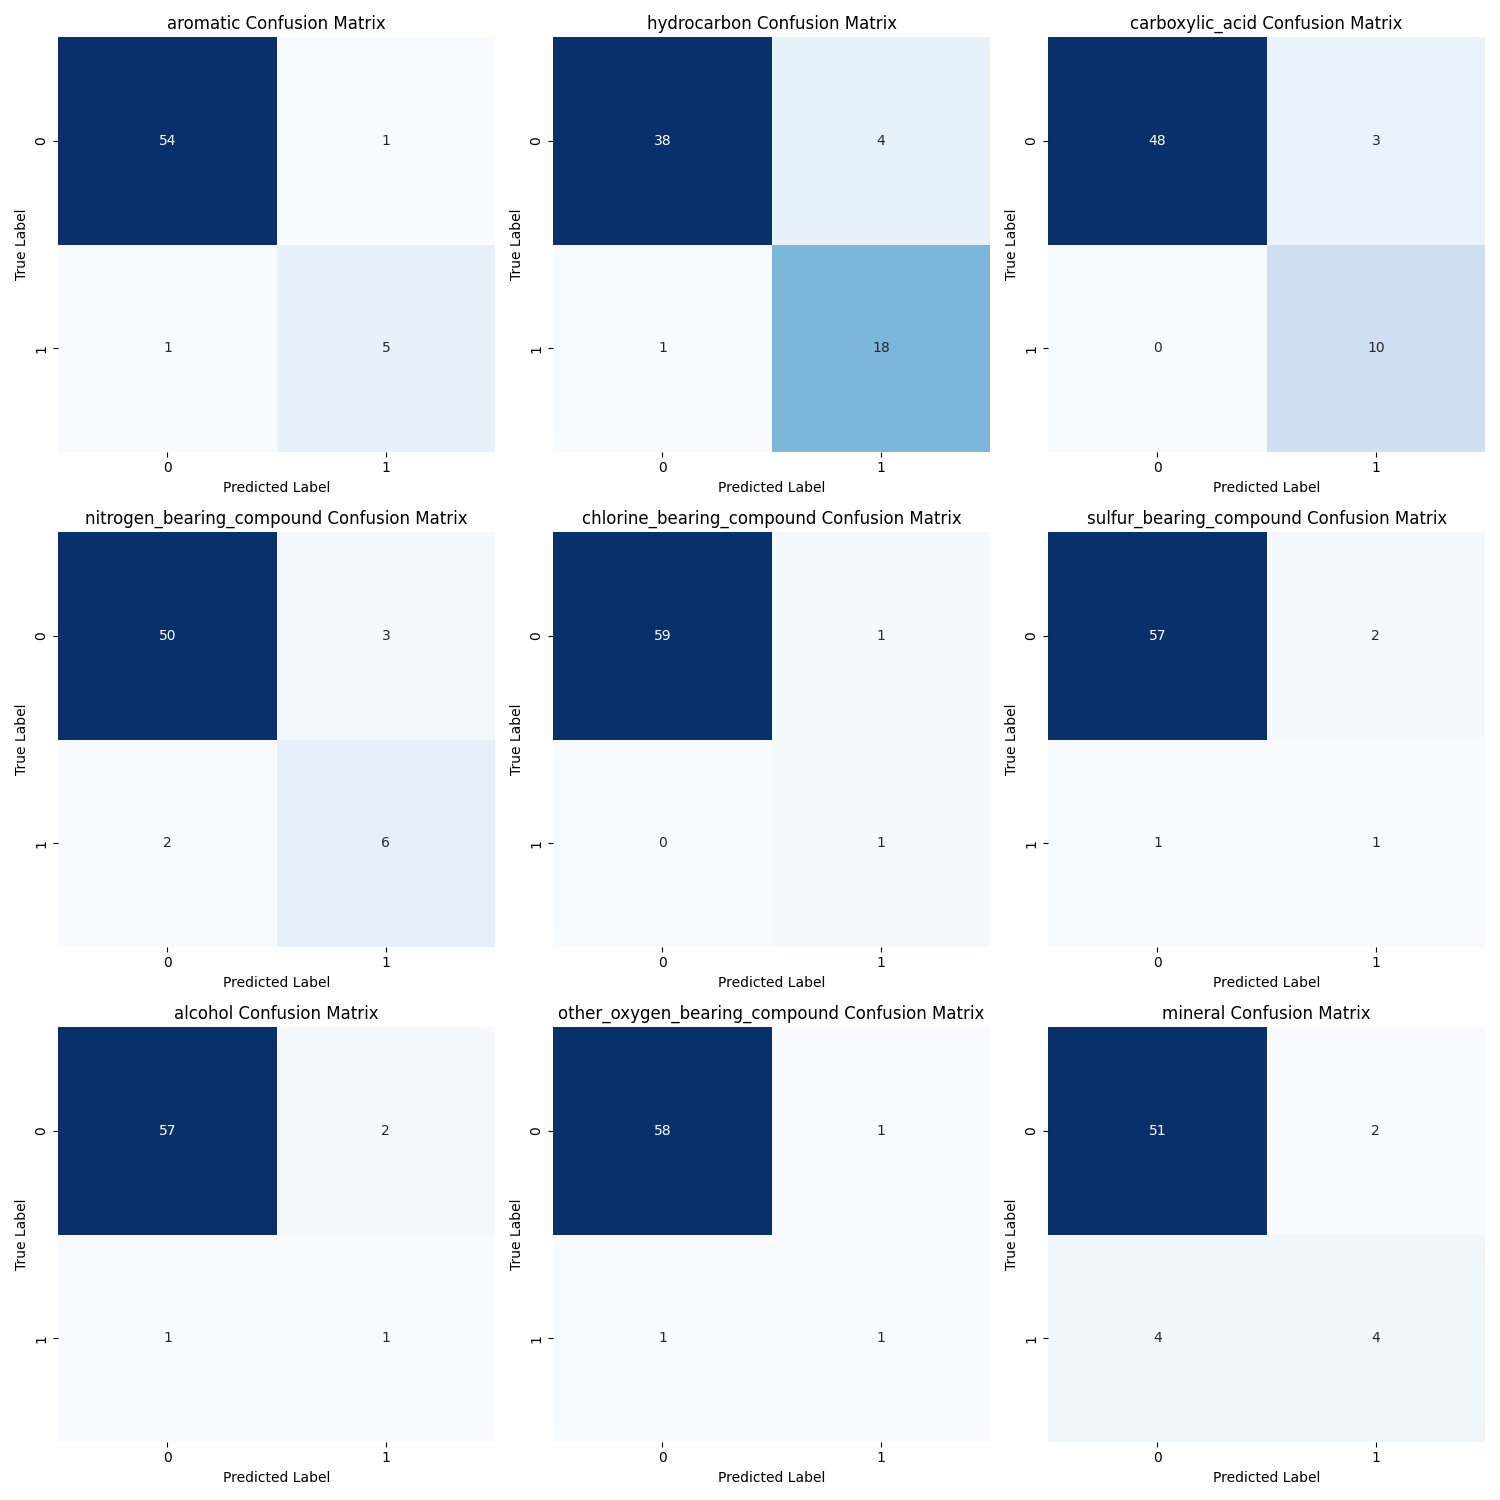 aromatic Confusion Matrix
54 1
1 5
0
1
True Label
0 1
Predicted Label
hydrocarbon Confusion Matrix
38 4
1 18
0
1
True Label
0 1
Predicted Label
carboxylic_acid Confusion Matrix
48 3
0 10
0
1
True Label
0 1
Predicted Label
nitrogen_bearing_compound Confusion Matrix
50 3
2 6
0
1
True Label
0 1
Predicted Label
chlorine_bearing_compound Confusion Matrix
59 1
0 1
0
1
True Label
0 1
Predicted Label
sulfur_bearing_compound Confusion Matrix
57 2
1 1
0
1
True Label
0 1
Predicted Label
alcohol Confusion Matrix
57 2
1 1
0
1
True Label
0 1
Predicted Label
other_oxygen_bearing_compound Confusion Matrix
58 1
1 1
0
1
True Label
0 1
Predicted Label
mineral Confusion Matrix
51 2
4 4
0
1
True Label
0 1
Predicted Label